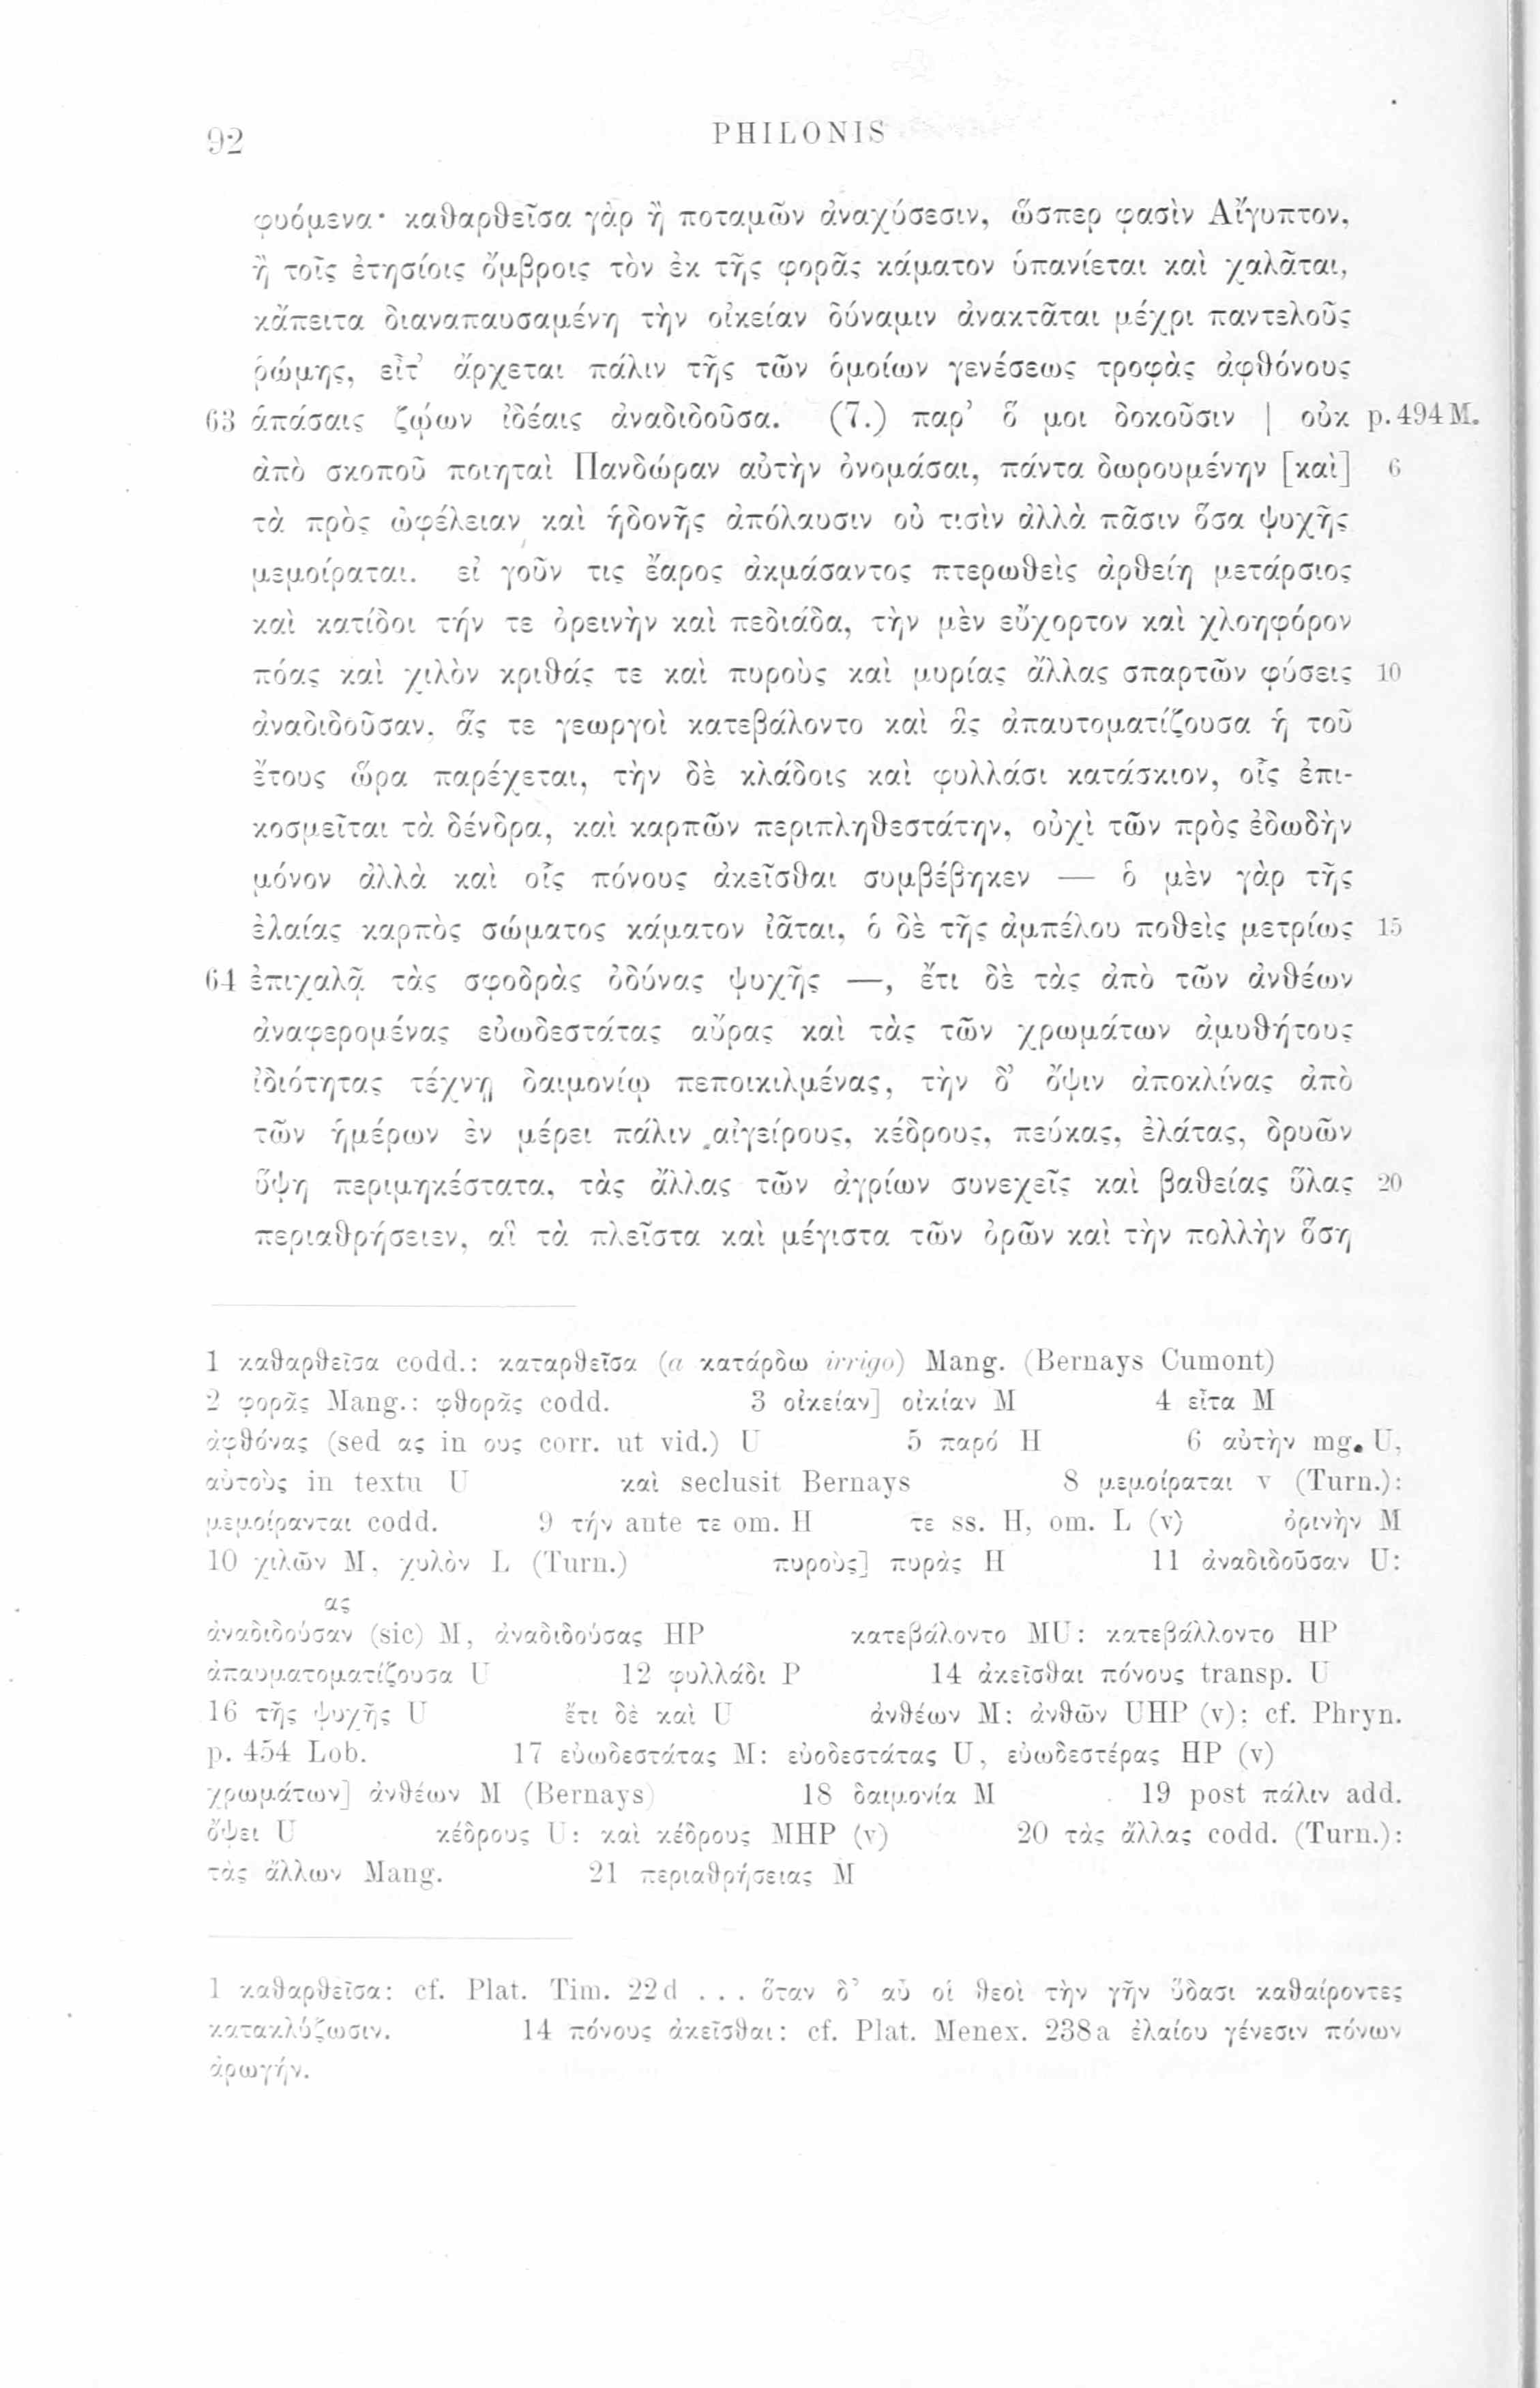 92
PHILONIS
φυόμενα· καθαρθεῖσα γὰρ ἢ ποταμῶν ἀναχύσεσιν, ὥσπερ φασὶν Αἴγυπτον,
ἢ τοῖς ἐτησίοις ὄμβροις τὸν ἐκ τῆς φορᾶς κάματον ὑπανίεται καὶ χαλᾶται,
κἄπειτα διαναπαυσαμένη τὴν οἰκείαν δύναμιν ἀνακτᾶται μέχρι παντελοῦς
ῥώμης, εἶτ’ ἄρχεται πάλιν τῆς τῶν ὁμοίων γενέσεως τροφὰς ἀφθόνους
63 ἁπάσαις ζῴων ἰδέαις ἀναδιδοῦσα. (7.) παρ’ ὅ μοι δοκοῦσιν | οὐκ p. 494 M.
ἀπὸ σκοποῦ ποιηταὶ Πανδώραν αὐτὴν ὀνομάσαι, πάντα δωρουμένην [καὶ] 6
τὰ πρὸς ὠφέλειαν καὶ ἡδονῆς ἀπόλαυσιν οὐ τισὶν ἀλλὰ πᾶσιν ὅσα ψυχῆς
μεμοίραται. εἰ γοῦν τις ἔαρος ἀκμάσαντος πτερωθεὶς ἀρθείη μετάρσιος
καὶ κατίδοι τήν τε ὀρεινὴν καὶ πεδιάδα, τὴν μὲν εὔχορτον καὶ χλοηφόρον
πόας καὶ χιλὸν κριθάς τε καὶ πυροὺς καὶ μυρίας ἄλλας σπαρτῶν φύσεις 10
ἀναδιδοῦσαν, ἅς τε γεωργοὶ κατεβάλοντο καὶ ἃς ἀπαυτοματίζουσα ἡ τοῦ
ἔτους ὥρα παρέχεται, τὴν δὲ κλάδοις καὶ φυλλάσι κατάσκιον, οἷς ἐπι-
κοσμεῖται τὰ δένδρα, καὶ καρπῶν περιπληθεστάτην, οὐχὶ τῶν πρὸς ἐδωδὴν
μόνον ἀλλὰ καὶ οἷς πόνους ἀκεῖσθαι συμβέβηκεν — ὁ μὲν γὰρ τῆς
ἐλαίας καρπὸς σώματος κάματον ἰᾶται, ὁ δὲ τῆς ἀμπέλου ποθεὶς μετρίως 15
64 ἐπιχαλᾷ τὰς σφοδρὰς ὀδύνας ψυχῆς —, ἔτι δὲ τὰς ἀπὸ τῶν ἀνθέων
ἀναφερομένας εὐωδεστάτας αὔρας καὶ τὰς τῶν χρωμάτων ἀμυθήτους
ἰδιότητας τέχνῃ δαιμονίῳ πεποικιλμένας, τὴν δ’ ὄψιν ἀποκλίνας ἀπὸ
τῶν ἡμέρων ἐν μέρει πάλιν αἰγείρους, κέδρους, πεύκας, ἐλάτας, δρυῶν
ὕψη περιμηκέστατα, τὰς ἄλλας τῶν ἀγρίων συνεχεῖς καὶ βαθείας ὕλας 20
περιαθρήσειεν, αἳ τὰ πλεῖστα καὶ μέγιστα τῶν ὀρῶν καὶ τὴν πολλὴν ὅση
1 καθαρθεῖσα codd.: καταρθεῖσα (a κατάρδω irrigo) Mang. (Bernays Cumont)
2 φορᾶς Mang.: φθορᾶς codd. 3 οἰκείαν] οἰκίαν M 4 εἶτα M
ἀφθόνας (sed ας in ους corr. ut vid.) U 5 παρό H 6 αὐτὴν mg. U,
αὐτοὺς in textu U καὶ seclusit Bernays 8 μεμοίραται v (Turn.):
μεμοίρανται codd. 9 τήν ante τε om. H τε ss. H, om. L (v) ὀρινὴν M
10 χιλῶν M, χυλὸν L (Turn.) πυροὺς] πυρὰς H 11 ἀναδιδοῦσαν U:
ας
ἀναδιδούσαν (sic) M, ἀναδιδούσας HP κατεβάλοντο MU: κατεβάλλοντο HP
ἀπαυματοματίζουσα U 12 φυλλάδι P 14 ἀκεῖσθαι πόνους transp. U
16 τῆς ψυχῆς U ἔτι δὲ καὶ U ἀνθέων M: ἀνθῶν UHP (v); cf. Phryn.
p. 454 Lob. 17 εὐωδεστάτας M: εὐοδεστάτας U, εὐωδεστέρας HP (v)
χρωμάτων] ἀνθέων M (Bernays) 18 δαιμονία M 19 post πάλιν add.
ὄψει U κέδρους U: καὶ κέδρους MHP (v) 20 τὰς ἄλλας codd. (Turn.):
τὰς ἄλλων Mang. 21 περιαθρήσειας M
1 καθαρθεῖσα: cf. Plat. Tim. 22d . . . ὅταν δ’ αὖ οἱ θεοὶ τὴν γῆν ὕδασι καθαίροντες
κατακλύζωσιν. 14 πόνους ἀκεῖσθαι: cf. Plat. Menex. 238a ἐλαίου γένεσιν πόνων
ἀρωγήν.